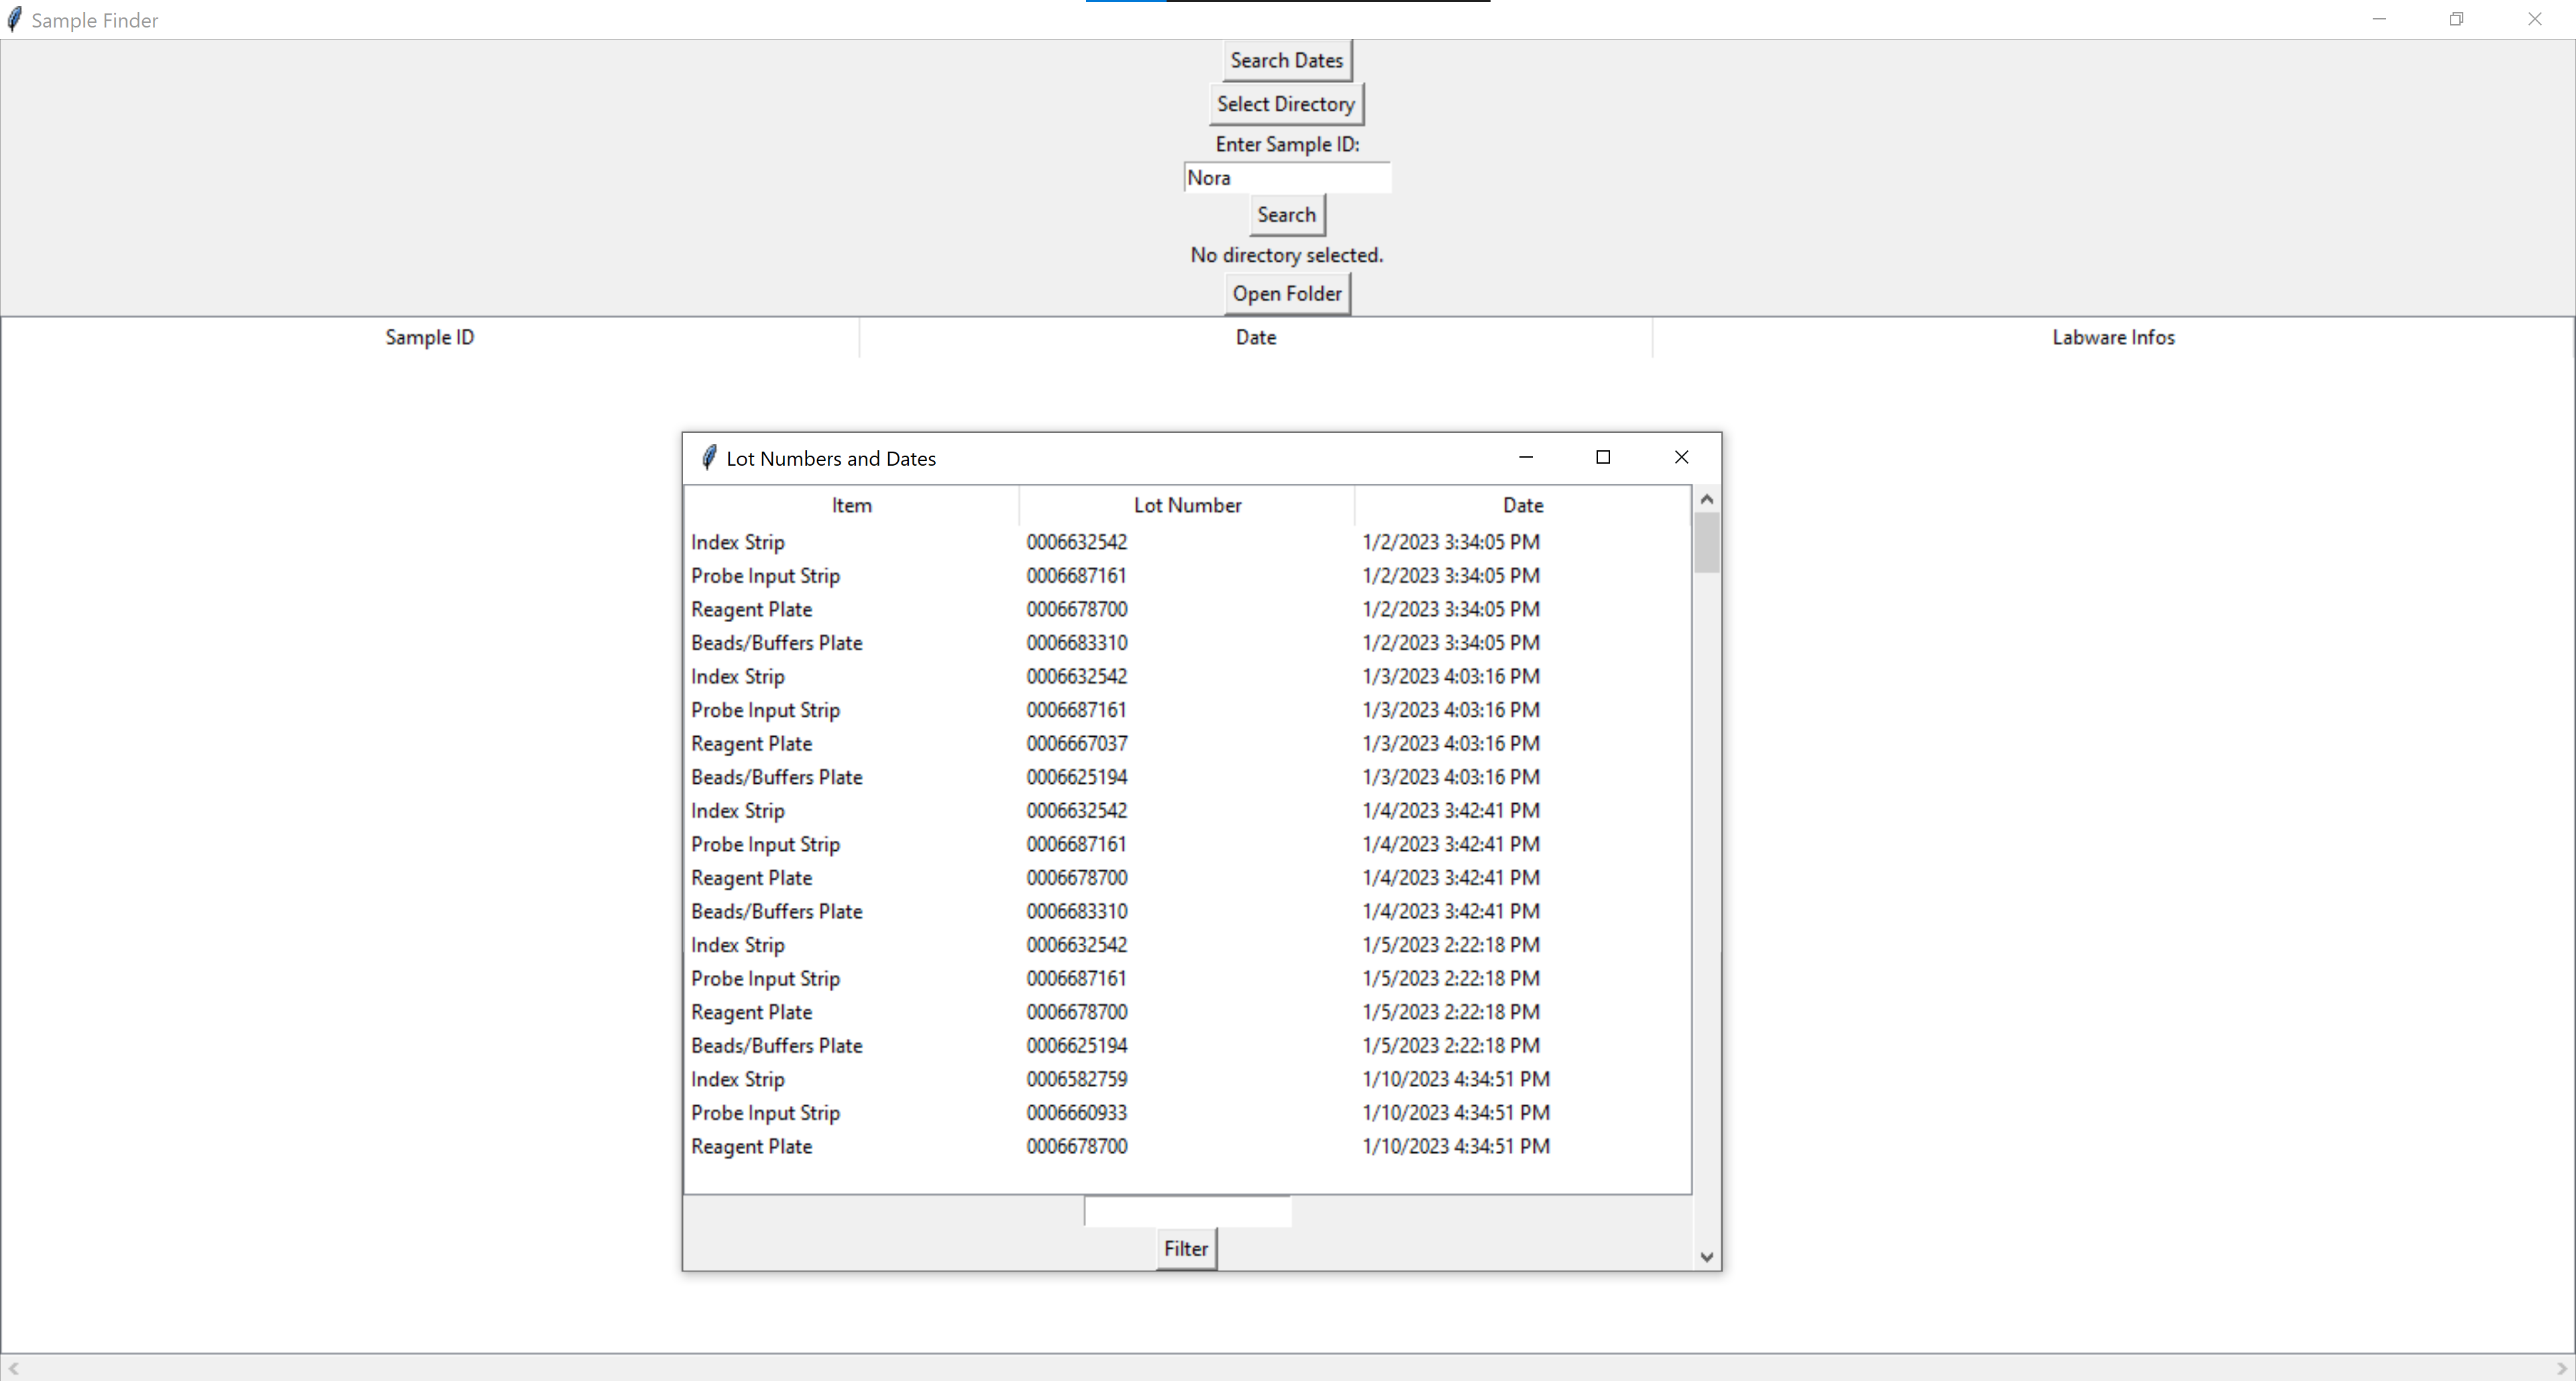 Sample Finder
Search Dates
Select Directory
Enter Sample ID:
Nora
Search
No directory selected.
Open Folder
Sample ID Date Labware Infos
Lot Numbers and Dates
Item Lot Number Date
Index Strip 0006632542 1/2/2023 3:34:05 PM
Probe Input Strip 0006687161 1/2/2023 3:34:05 PM
Reagent Plate 0006678700 1/2/2023 3:34:05 PM
Beads/Buffers Plate 0006683310 1/2/2023 3:34:05 PM
Index Strip 0006632542 1/3/2023 4:03:16 PM
Probe Input Strip 0006687161 1/3/2023 4:03:16 PM
Reagent Plate 0006667037 1/3/2023 4:03:16 PM
Beads/Buffers Plate 0006625194 1/3/2023 4:03:16 PM
Index Strip 0006632542 1/4/2023 3:42:41 PM
Probe Input Strip 0006687161 1/4/2023 3:42:41 PM
Reagent Plate 0006678700 1/4/2023 3:42:41 PM
Beads/Buffers Plate 0006683310 1/4/2023 3:42:41 PM
Index Strip 0006632542 1/5/2023 2:22:18 PM
Probe Input Strip 0006687161 1/5/2023 2:22:18 PM
Reagent Plate 0006678700 1/5/2023 2:22:18 PM
Beads/Buffers Plate 0006625194 1/5/2023 2:22:18 PM
Index Strip 0006582759 1/10/2023 4:34:51 PM
Probe Input Strip 0006660933 1/10/2023 4:34:51 PM
Reagent Plate 0006678700 1/10/2023 4:34:51 PM
Filter